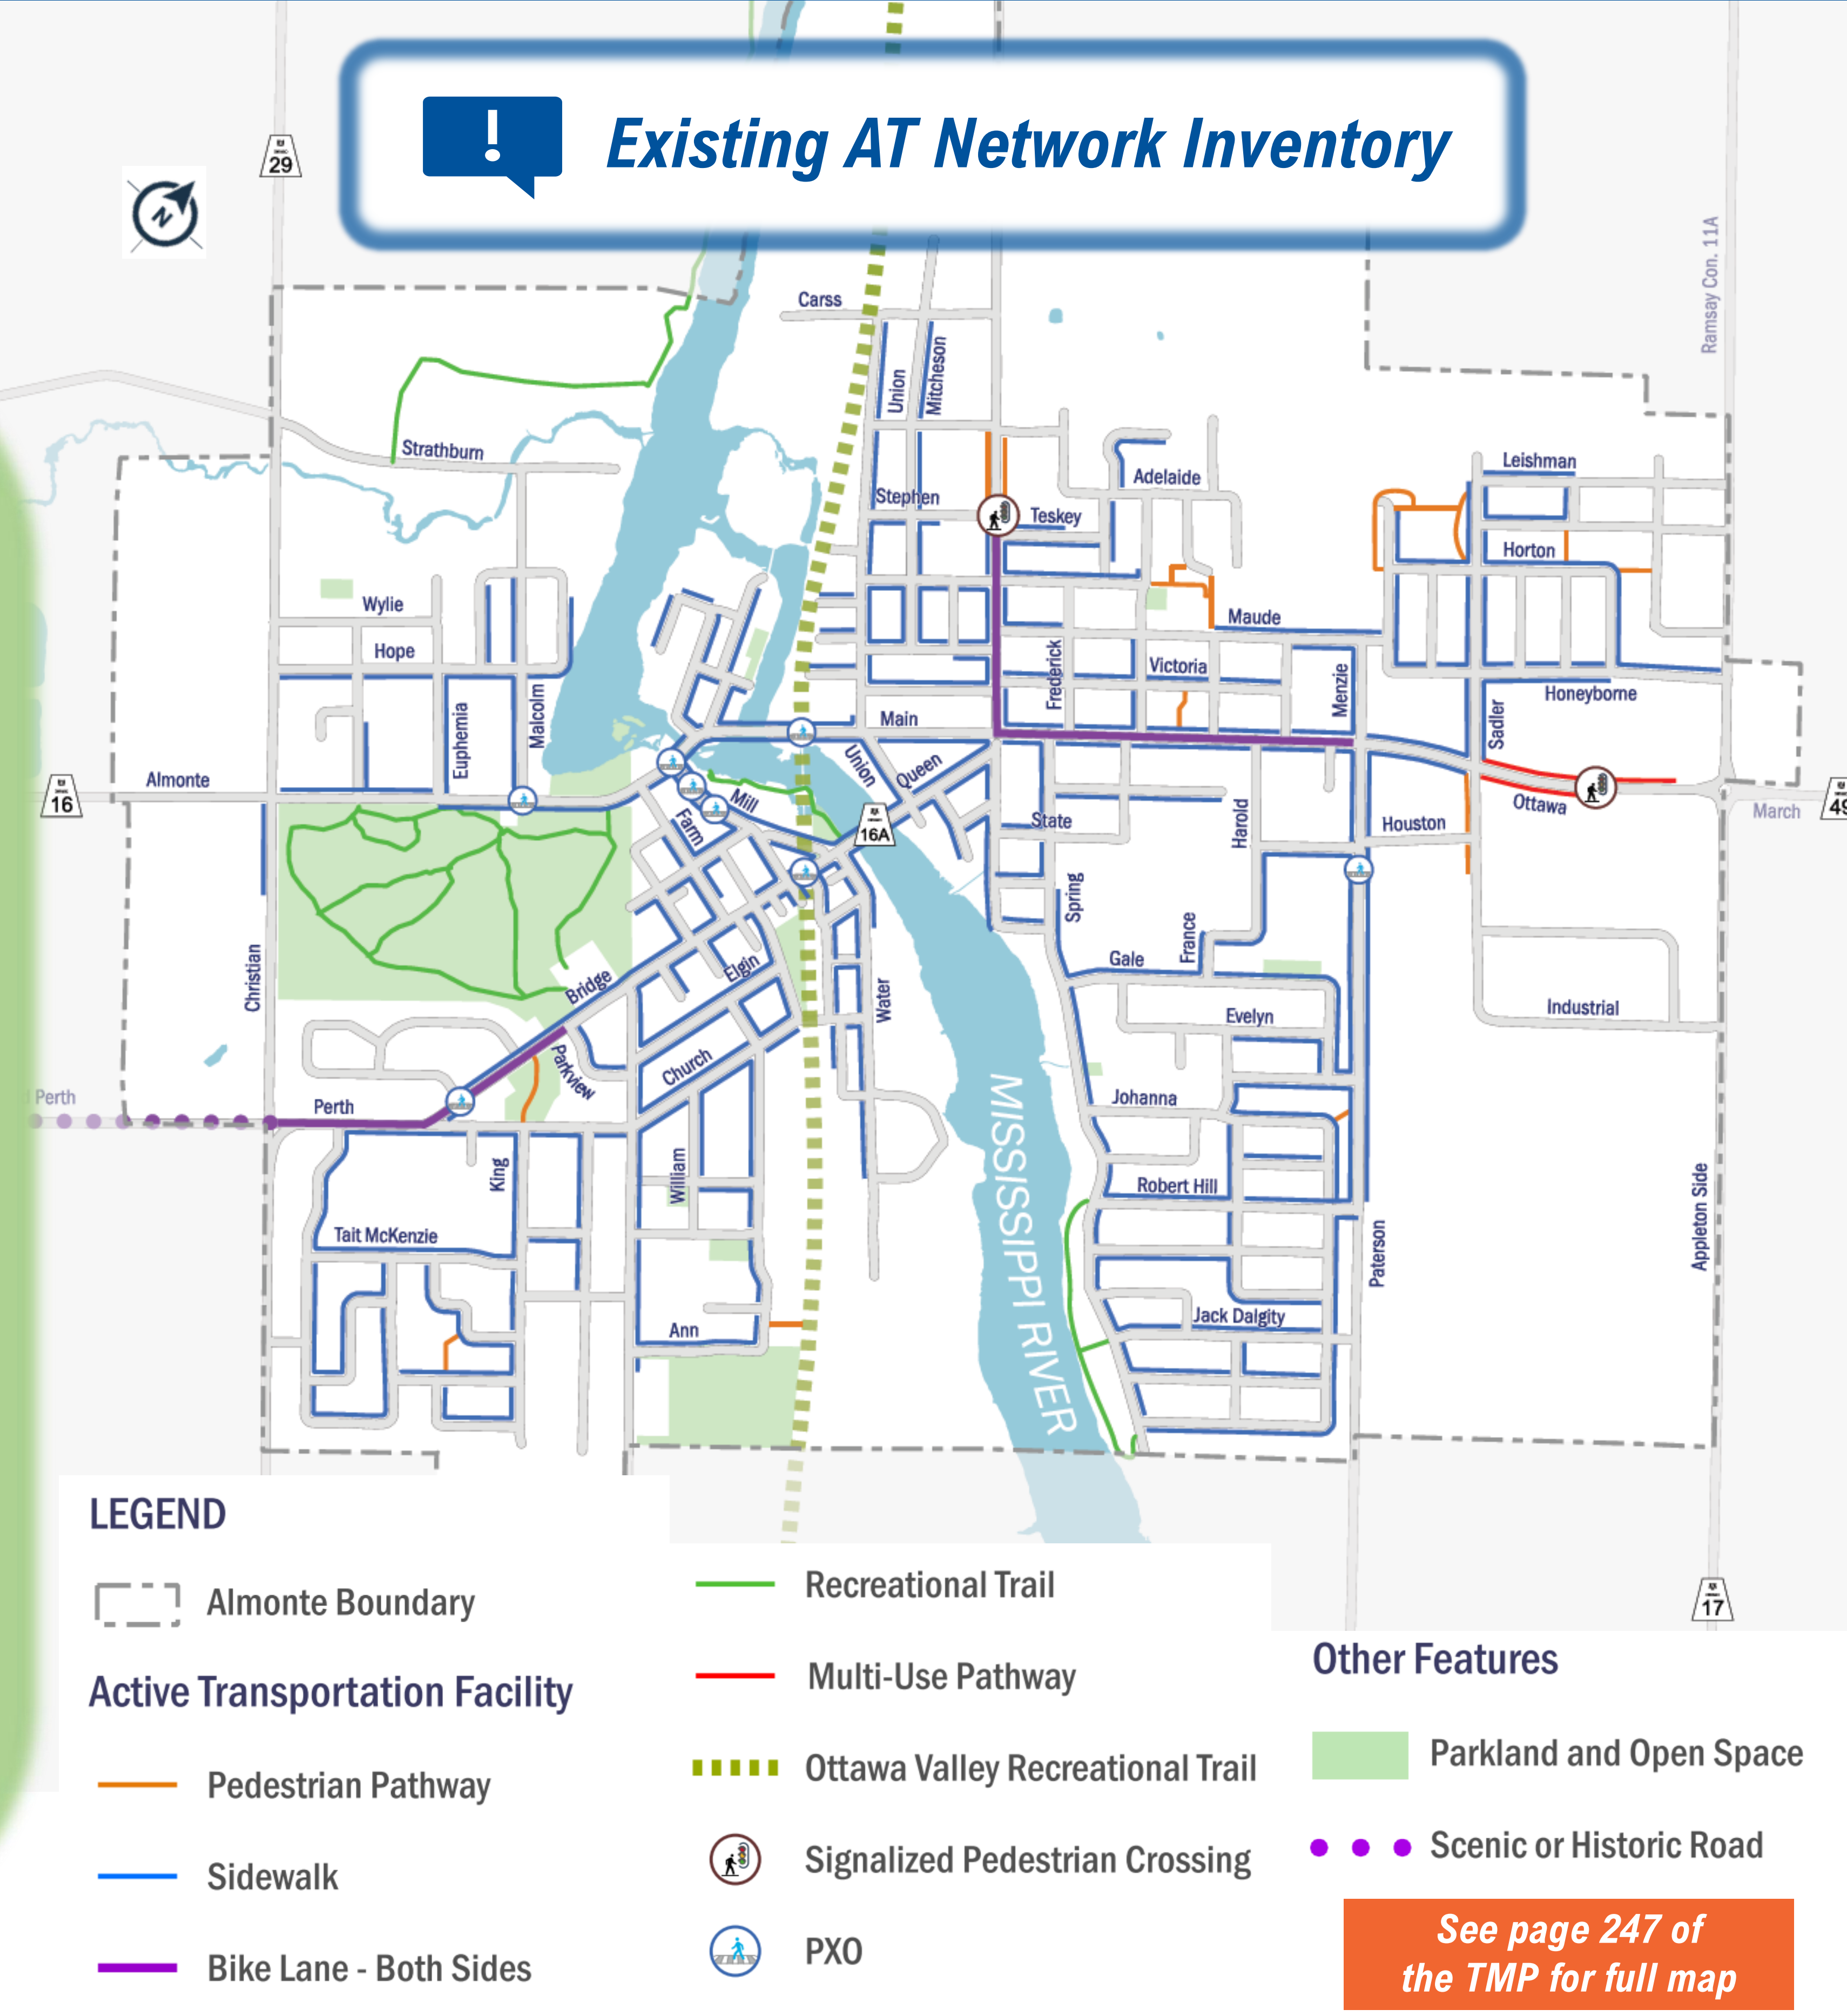 !
Existing AT Network Inventory
29
N
Ramsay Con. 11A
Carss
Union
Mitcheson
Strathburn
Stephen
Teskey
Adelaide
Leishman
Horton
Wylie
Hope
Maude
Frederick
Victoria
Menzie
Honeyborne
Sadler
Euphemia
Malcolm
Main
Union
Queen
Almonte
16
Mill
Farm
16A
State
Harold
Houston
Ottawa
March
49
Christian
Spring
France
Gale
Bridge
Elgin
Water
Evelyn
Industrial
Parkview
Church
MISSISSIPPI RIVER
Perth
Perth
Johanna
King
William
Robert Hill
Appleton Side
Tait McKenzie
Paterson
Jack Dalgity
Ann
17
LEGEND
Almonte Boundary
Active Transportation Facility
Pedestrian Pathway
Sidewalk
Bike Lane - Both Sides
Recreational Trail
Multi-Use Pathway
Ottawa Valley Recreational Trail
Signalized Pedestrian Crossing
PXO
Other Features
Parkland and Open Space
Scenic or Historic Road
See page 247 of
the TMP for full map